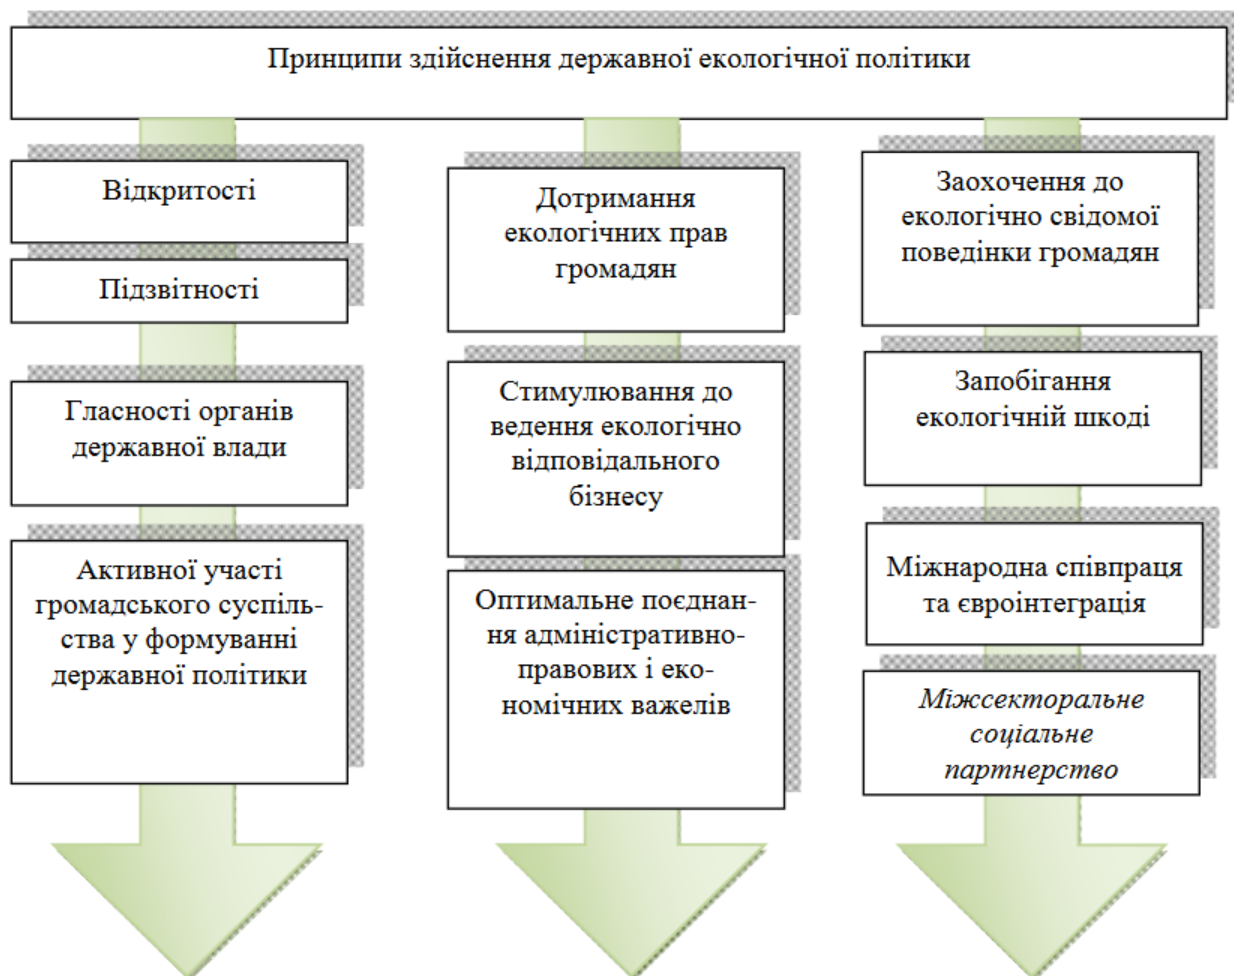 Принципи здійснення державної екологічної політики
Відкритості
Підзвітності
Гласності органів
державної влади
Активної участі
громадського суспіль-
ства у формуванні
державної політики
Дотримання
екологічних прав
громадян
Стимулювання до
ведення екологічно
відповідального
бізнесу
Оптимальне поєднан-
ня адміністративно-
правових і еко-
номічних важелів
Заохочення до
екологічно свідомої
поведінки громадян
Запобігання
екологічній шкоді
Міжнародна співпраця
та євроінтеграція
Міжсекторальне
соціальне
партнерство